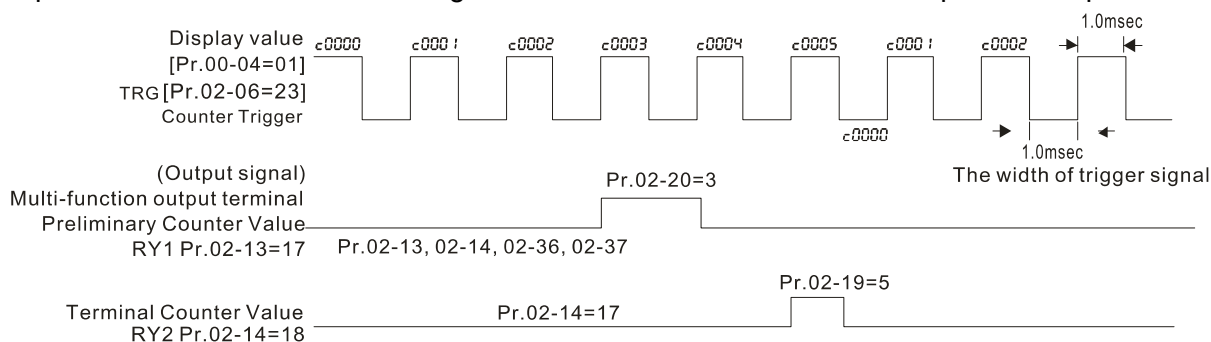 1.0msec
Display value c0000 c0001 c0002 c0003 c0004 c0005 c0001 c0002
[Pr.00-04=01]
TRG[Pr.02-06=23]
Counter Trigger
c0000
1.0msec
The width of trigger signal
(Output signal)
Multi-function output terminal
Preliminary Counter Value
RY1 Pr.02-13=17
Pr.02-20=3
Pr.02-13, 02-14, 02-36, 02-37
Pr.02-19=5
Terminal Counter Value
RY2 Pr.02-14=18
Pr.02-14=17